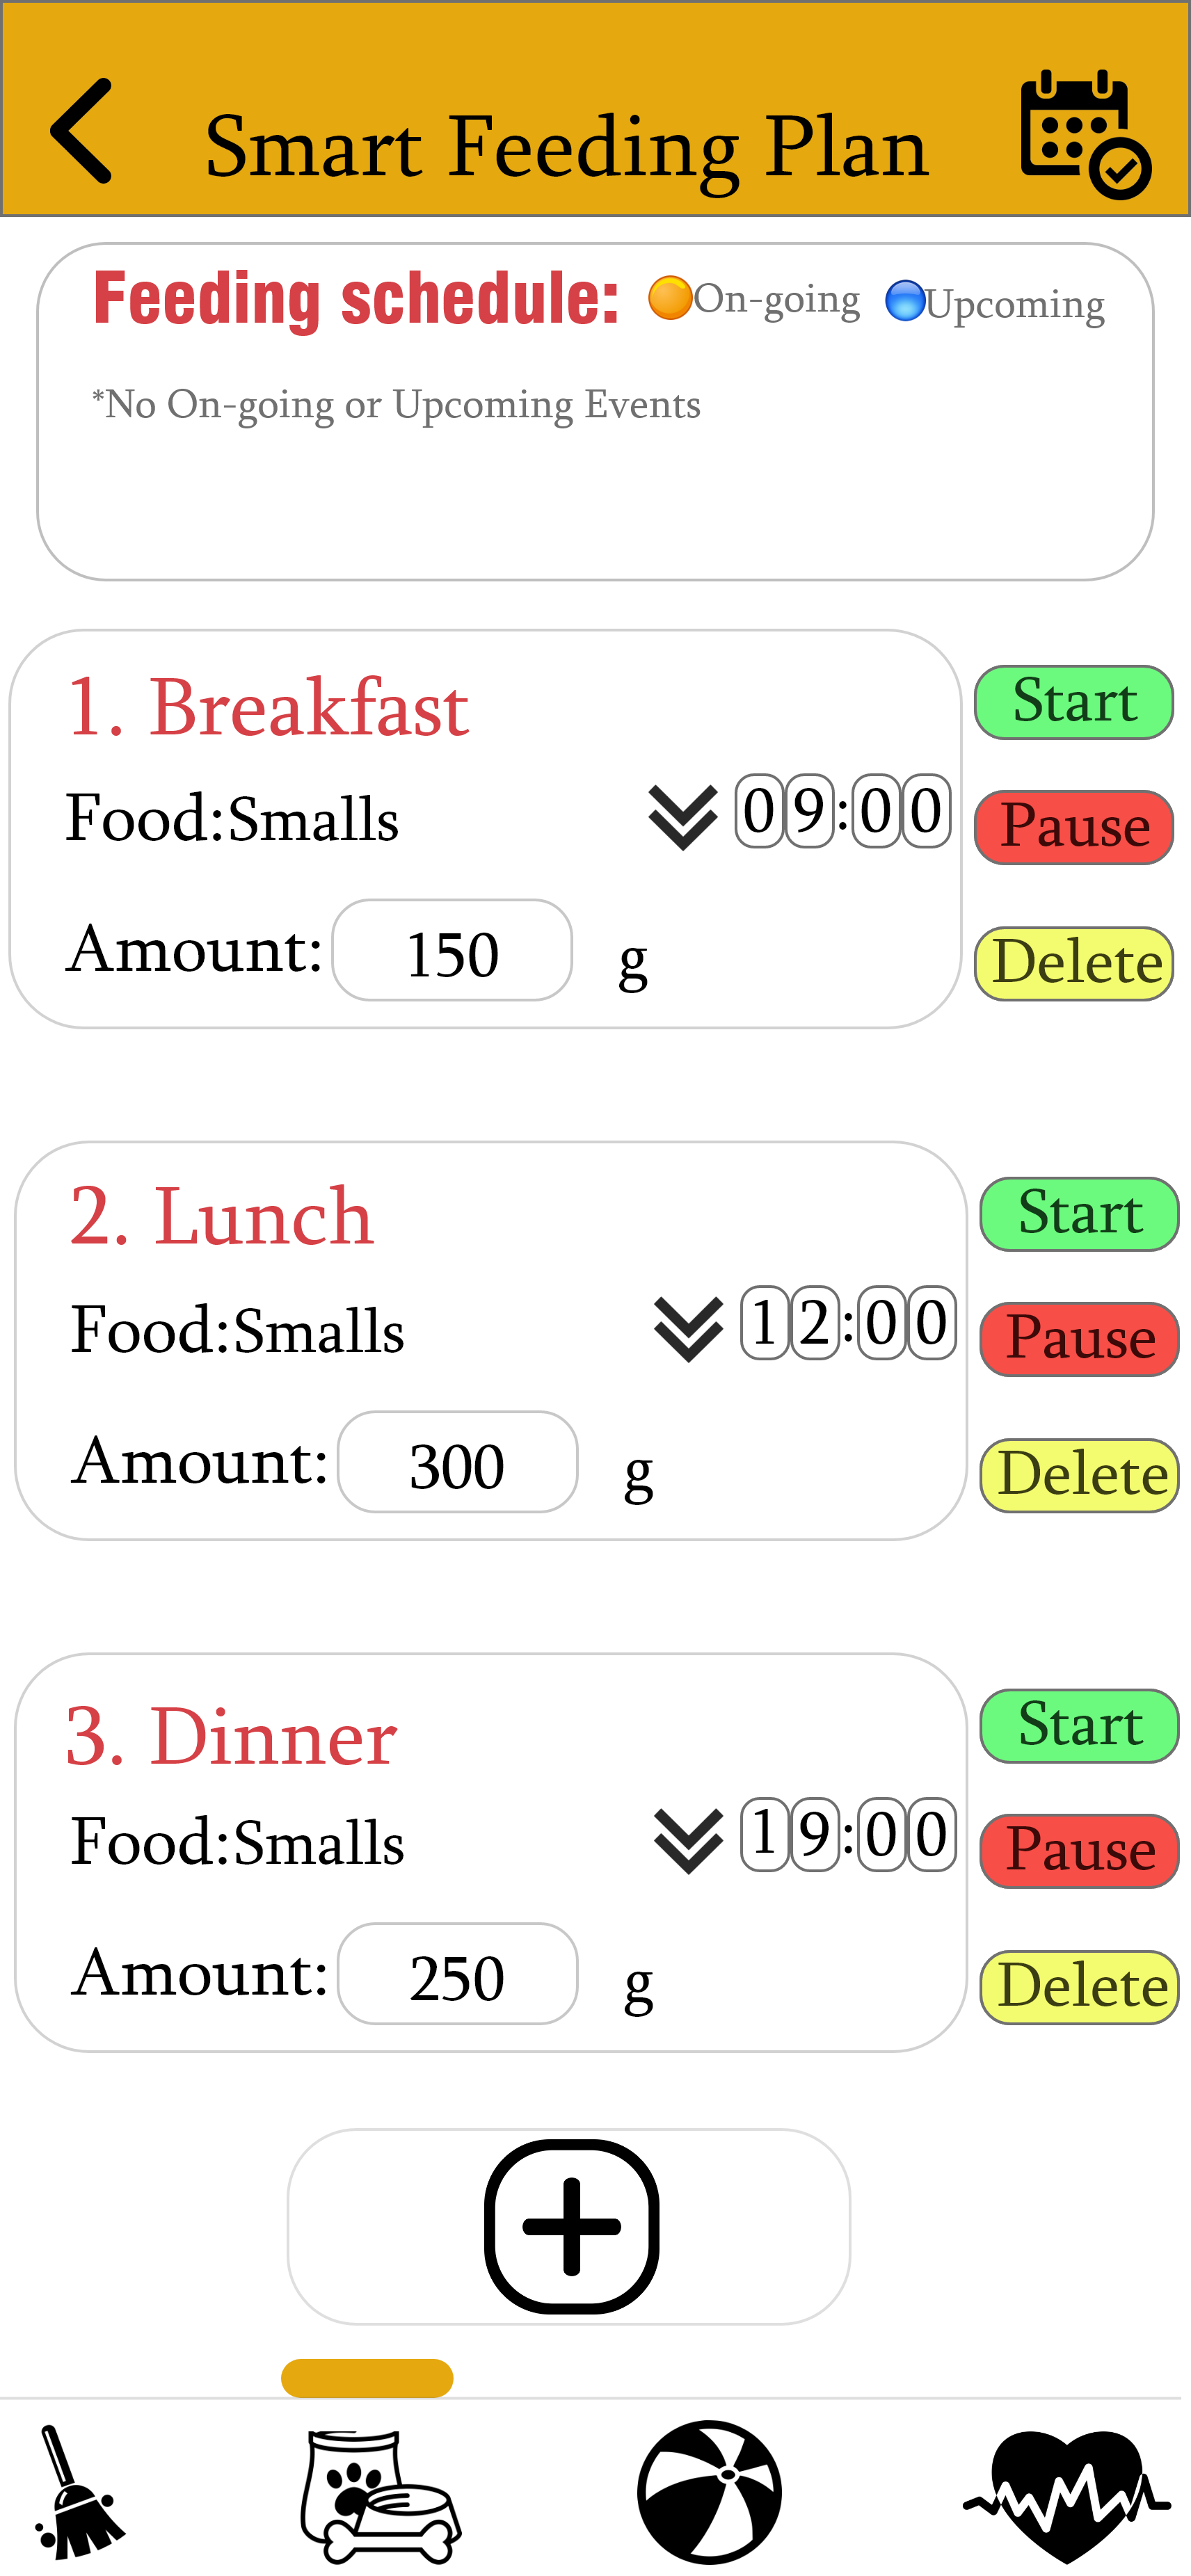 Smart Feeding Plan
Feeding schedule: On-going Upcoming
*No On-going or Upcoming Events
1. Breakfast
Start
Food:Smalls 09:00
Pause
Amount: 150 g
Delete
2. Lunch
Start
Food:Smalls 12:00
Pause
Amount: 300 g
Delete
3. Dinner
Start
Food:Smalls 19:00
Pause
Amount: 250 g
Delete